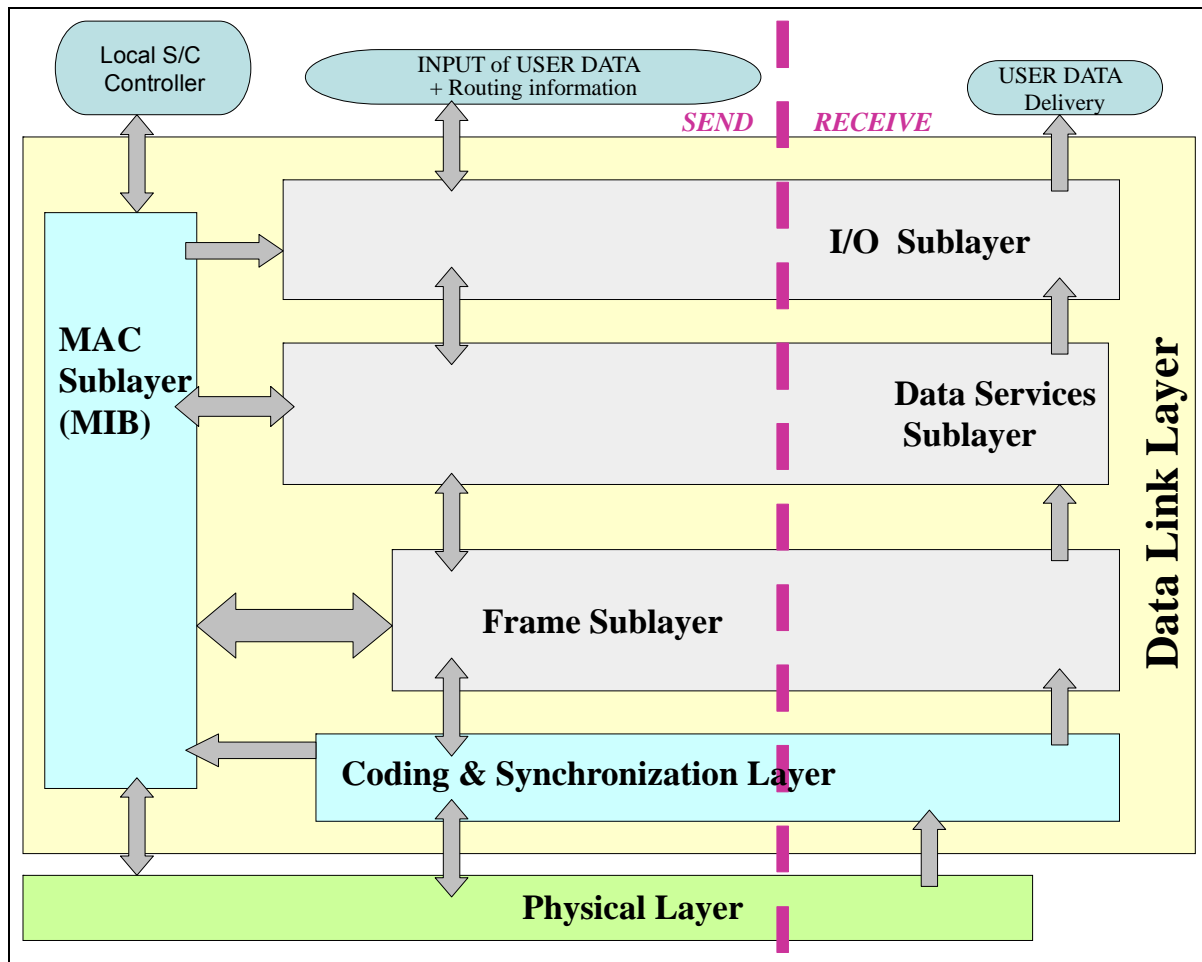 Local S/C
Controller
INPUT of USER DATA
+ Routing information
USER DATA
Delivery
SEND
RECEIVE
I/O Sublayer
MAC
Sublayer
(MIB)
Data Services
Sublayer
Data Link Layer
Frame Sublayer
Coding & Synchronization Layer
Physical Layer